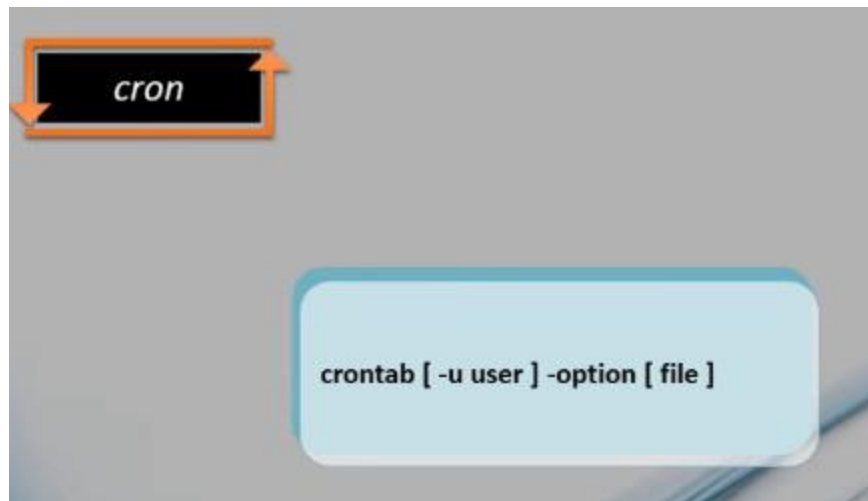 cron
crontab [ -u user ] -option [ file ]